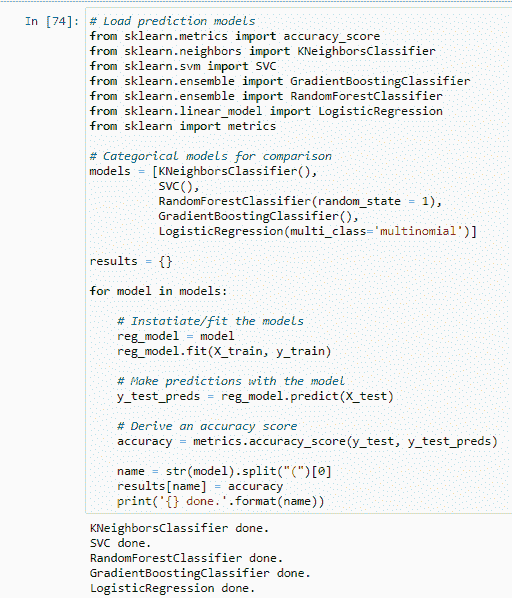 In [74]: # Load prediction models
from sklearn.metrics import accuracy_score
from sklearn.neighbors import KNeighborsClassifier
from sklearn.svm import SVC
from sklearn.ensemble import GradientBoostingClassifier
from sklearn.ensemble import RandomForestClassifier
from sklearn.linear_model import LogisticRegression
from sklearn import metrics

# Categorical models for comparison
models = [KNeighborsClassifier(),
          SVC(),
          RandomForestClassifier(random_state = 1),
          GradientBoostingClassifier(),
          LogisticRegression(multi_class='multinomial')]

results = {}

for model in models:

    # Instatiate/fit the models
    reg_model = model
    reg_model.fit(X_train, y_train)

    # Make predictions with the model
    y_test_preds = reg_model.predict(X_test)

    # Derive an accuracy score
    accuracy = metrics.accuracy_score(y_test, y_test_preds)

    name = str(model).split("(")[0]
    results[name] = accuracy
    print('{} done.'.format(name))

KNeighborsClassifier done.
SVC done.
RandomForestClassifier done.
GradientBoostingClassifier done.
LogisticRegression done.